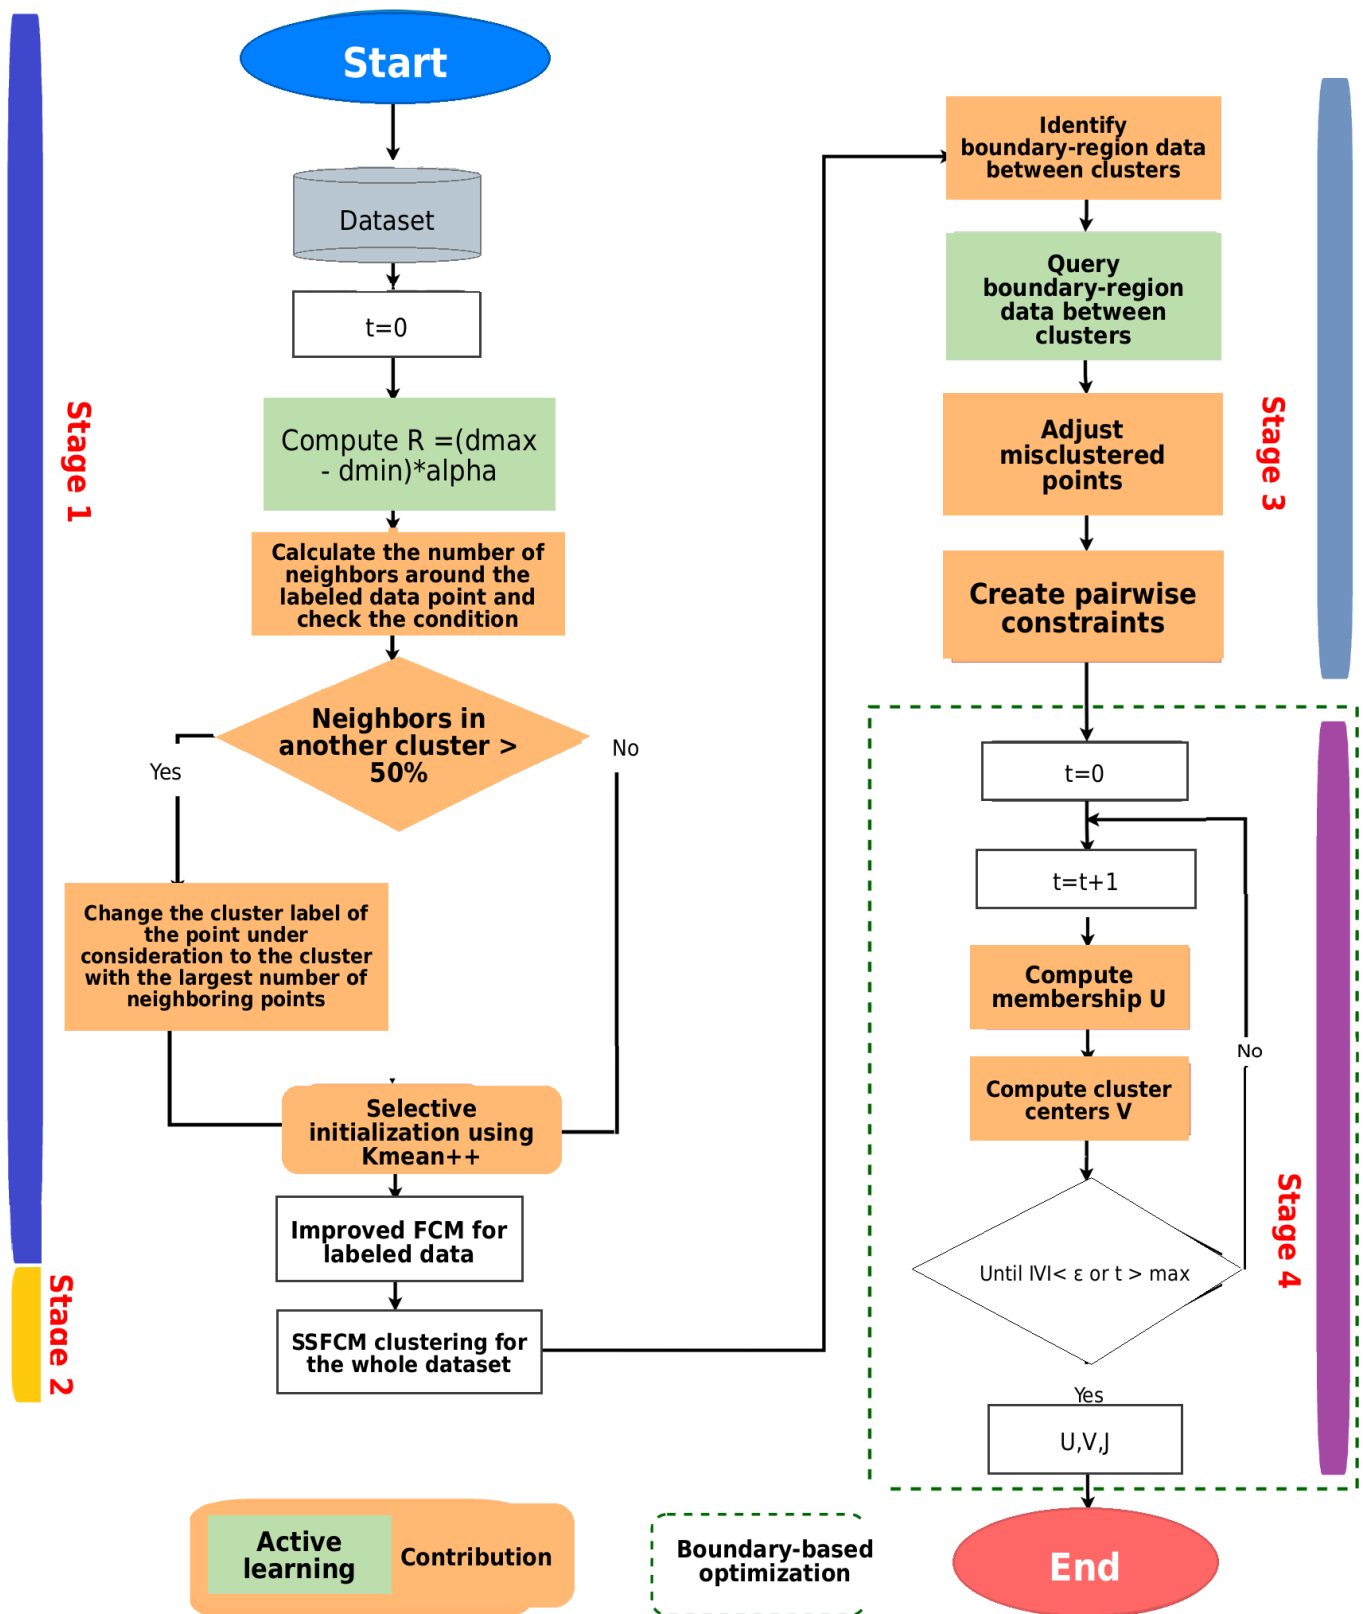 Start
Dataset
t=0
Compute R =(dmax
- dmin)*alpha
Calculate the number of
neighbors around the
labeled data point and
check the condition
Neighbors in
another cluster >
50%
Yes
No
Change the cluster label of
the point under
consideration to the cluster
with the largest number of
neighboring points
Selective
initialization using
Kmean++
Improved FCM for
labeled data
Stage 1
SSFCM clustering for
the whole dataset
Stage 2
Identify
boundary-region data
between clusters
Query
boundary-region
data between
clusters
Adjust
misclustered
points
Create pairwise
constraints
Stage 3
t=0
t=t+1
Compute
membership U
Compute cluster
centers V
No
Until IVI< ε or t > max
Yes
U,V,J
Stage 4
End
Active
learning
Contribution
Boundary-based
optimization